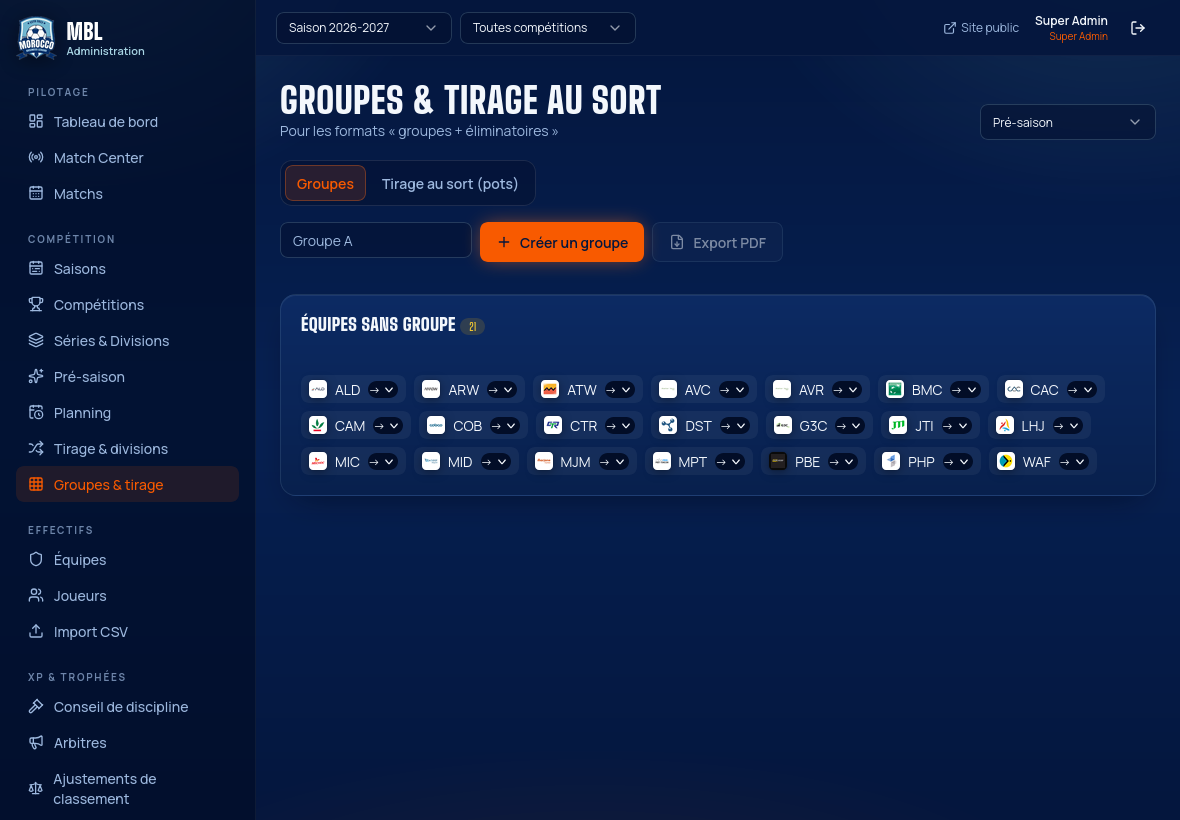 MOROCCO
MBL
Administration
PILOTAGE
Tableau de bord
Match Center
Matchs
COMPÉTITION
Saisons
Compétitions
Séries & Divisions
Pré-saison
Planning
Tirage & divisions
Groupes & tirage
EFFECTIFS
Équipes
Joueurs
Import CSV
XP & TROPHÉES
Conseil de discipline
Arbitres
Ajustements de
classement
Saison 2026-2027
Toutes compétitions
Site public
Super Admin
Super Admin
GROUPES & TIRAGE AU SORT
Pour les formats « groupes + éliminatoires »
Pré-saison
Groupes
Tirage au sort (pots)
Groupe A
Créer un groupe
Export PDF
ÉQUIPES SANS GROUPE 21
ALD → ARW → ATW → AVC → AVR → BMC → CAC →
CAM → COB → CTR → DST → G3C → JTI → LHJ →
MIC → MID → MJM → MPT → PBE → PHP → WAF →